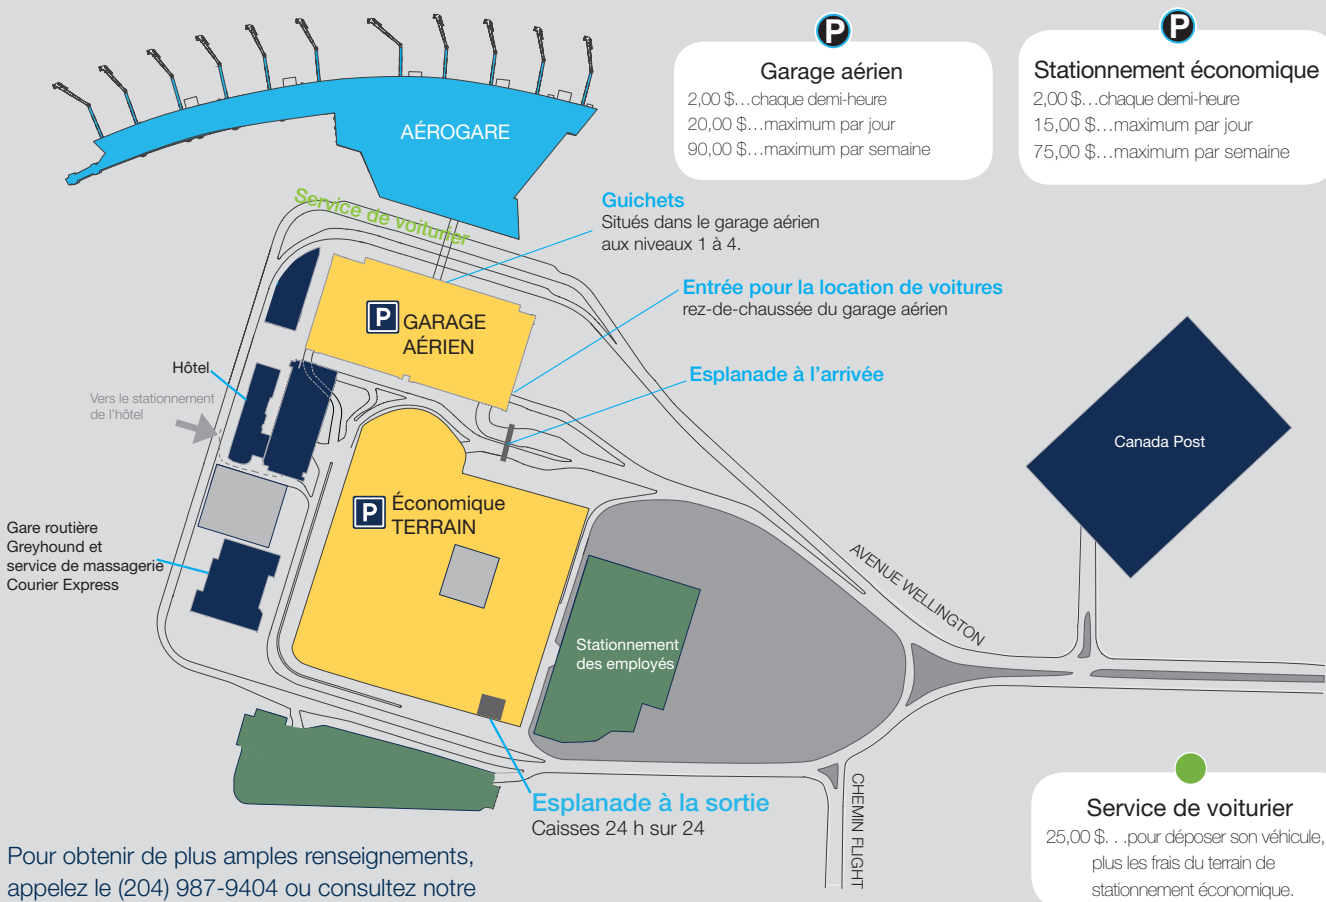 P
Garage aérien
2,00 $...chaque demi-heure
20,00 $...maximum par jour
90,00 $...maximum par semaine
P
Stationnement économique
2,00 $...chaque demi-heure
15,00 $...maximum par jour
75,00 $...maximum par semaine
AÉROGARE
Service de voiturier
Guichets
Situés dans le garage aérien
aux niveaux 1 à 4.
Entrée pour la location de voitures
rez-de-chaussée du garage aérien
P GARAGE
AÉRIEN
Esplanade à l'arrivée
Hôtel
Vers le stationnement
de l'hôtel
Canada Post
P Économique
TERRAIN
Gare routière
Greyhound et
service de massagerie
Courier Express
AVENUE WELLINGTON
Stationnement
des employés
Esplanade à la sortie
Caisses 24 h sur 24
CHEMIN FLIGHT
Service de voiturier
25,00 $. . .pour déposer son véhicule,
plus les frais du terrain de
stationnement économique.
Pour obtenir de plus amples renseignements,
appelez le (204) 987-9404 ou consultez notre